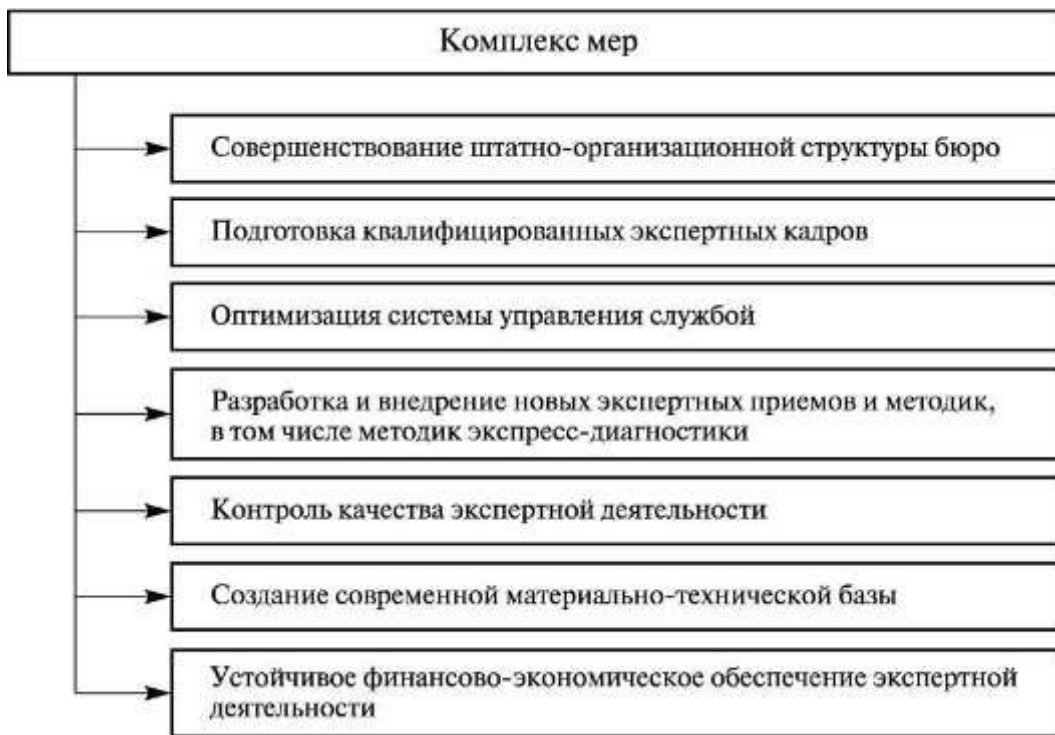 Комплекс мер
Совершенствование штатно-организационной структуры бюро
Подготовка квалифицированных экспертных кадров
Оптимизация системы управления службой
Разработка и внедрение новых экспертных приемов и методик,
в том числе методик экспресс-диагностики
Контроль качества экспертной деятельности
Создание современной материально-технической базы
Устойчивое финансово-экономическое обеспечение экспертной
деятельности